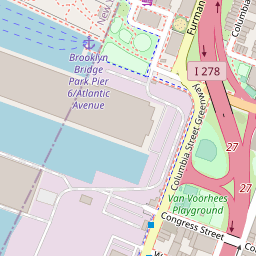 Furman
Columbia
Brooklyn
Bridge
Park Pier
6/Atlantic
Avenue
I 278
Columbia Street Greenway
27
27
Van Voorhees
Playground
Congress Street